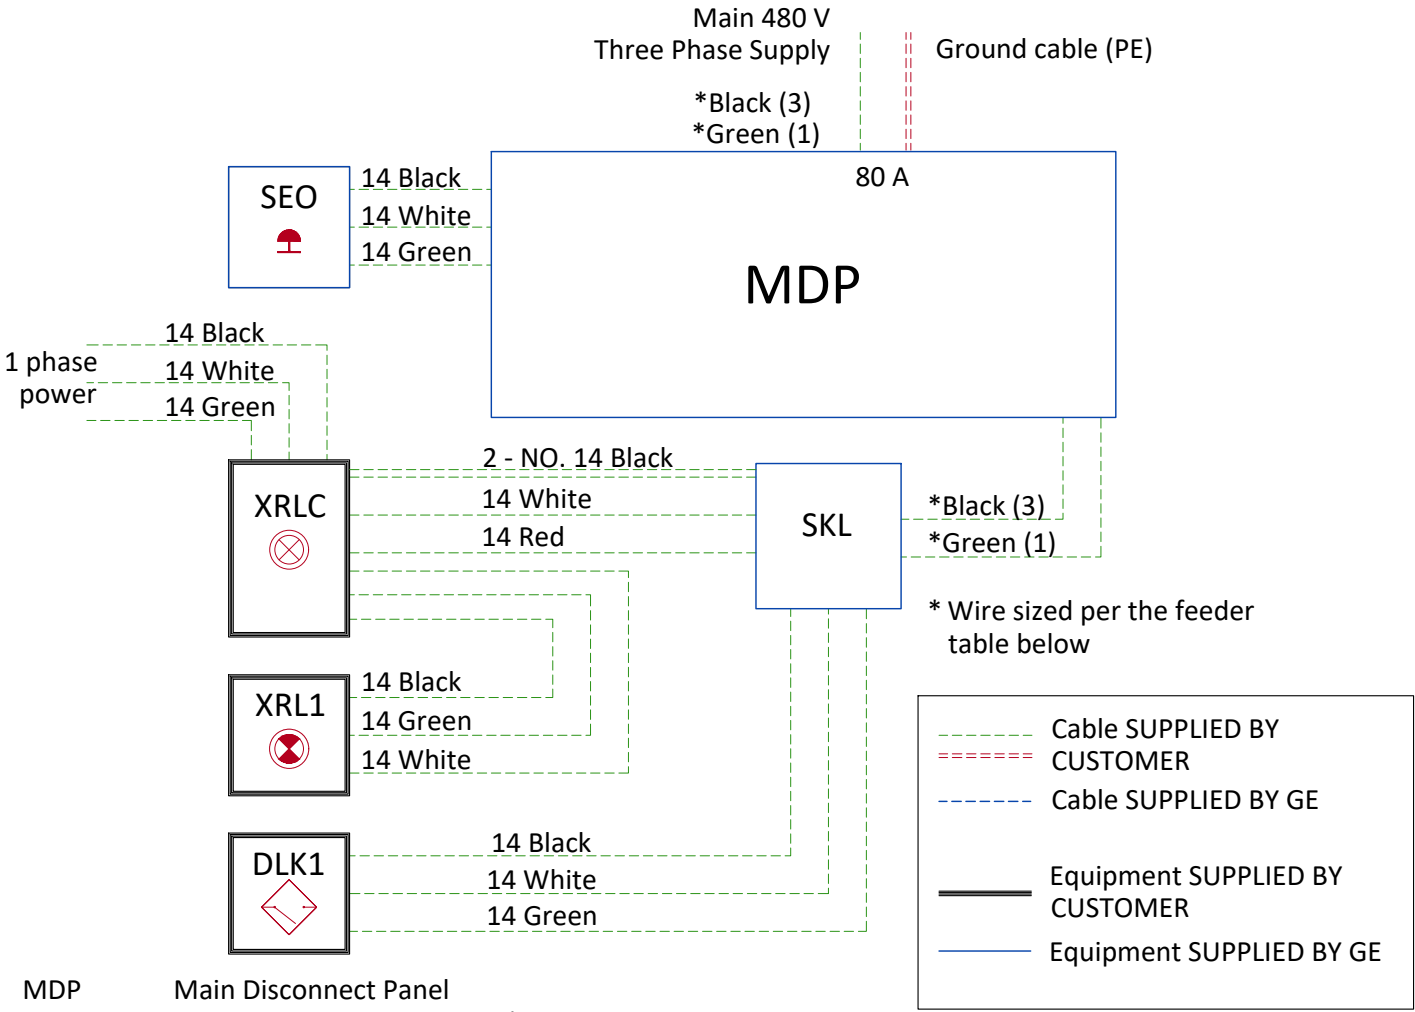 Main 480 V
Three Phase Supply
Ground cable (PE)
*Black (3)
*Green (1)
80 A
MDP
SEO
14 Black
14 White
14 Green
1 phase
power
14 Black
14 White
14 Green
XRLC
2 - NO. 14 Black
14 White
14 Red
SKL
*Black (3)
*Green (1)
* Wire sized per the feeder
table below
XRL1
14 Black
14 Green
14 White
DLK1
14 Black
14 White
14 Green
Cable SUPPLIED BY
CUSTOMER
Cable SUPPLIED BY GE
Equipment SUPPLIED BY
CUSTOMER
Equipment SUPPLIED BY GE
MDP Main Disconnect Panel